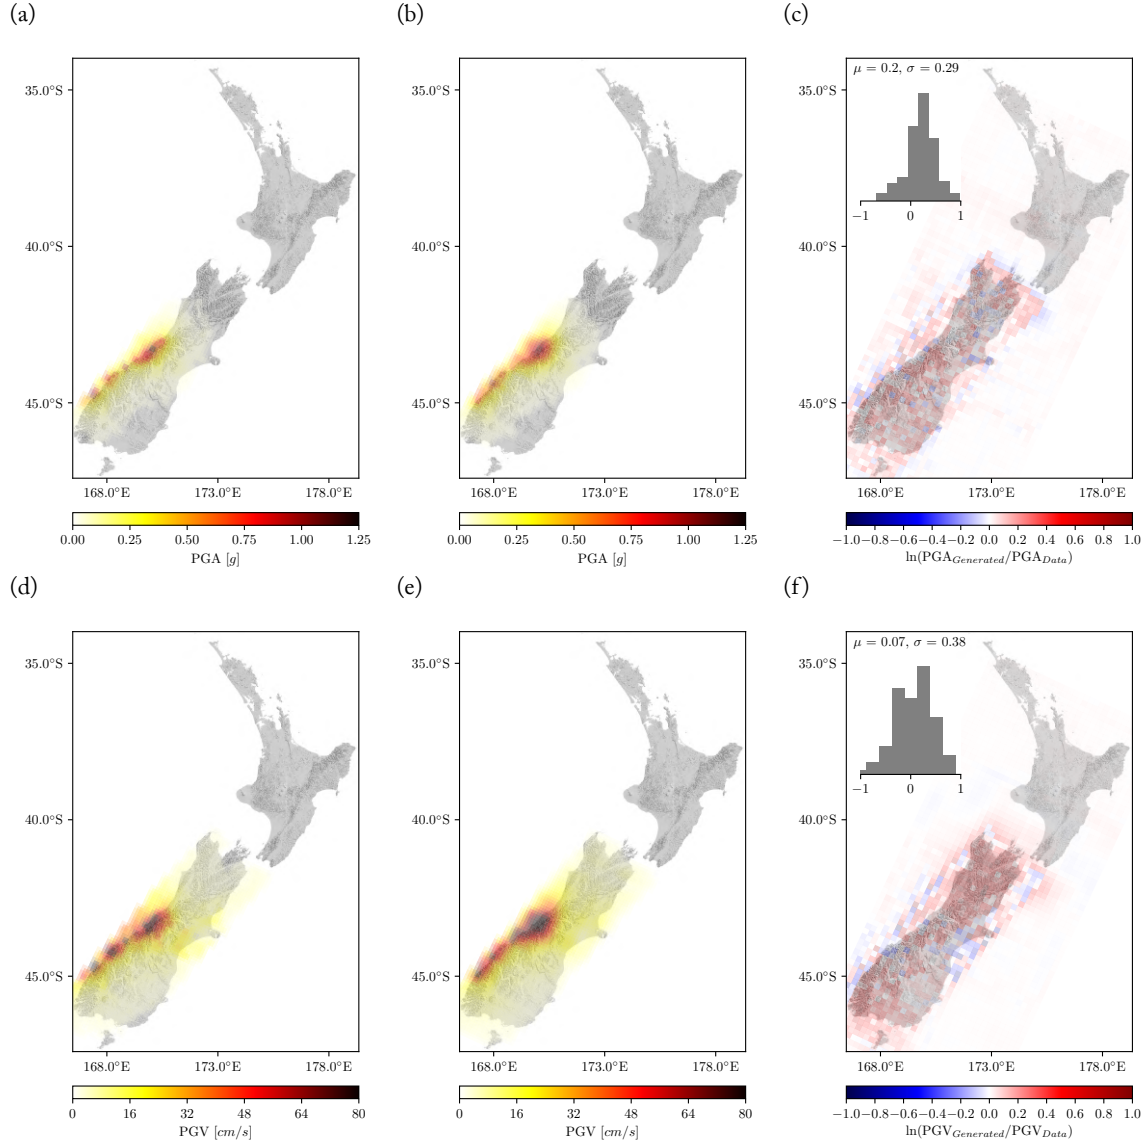 (a)
(b)
(c)
35.0°S
40.0°S
45.0°S
168.0°E 173.0°E 178.0°E
0.00 0.25 0.50 0.75 1.00 1.25
PGA [g]
35.0°S
40.0°S
45.0°S
168.0°E 173.0°E 178.0°E
0.00 0.25 0.50 0.75 1.00 1.25
PGA [g]
μ = 0.2, σ = 0.29
−1 0 1
35.0°S
40.0°S
45.0°S
168.0°E 173.0°E 178.0°E
−1.0 −0.8 −0.6 −0.4 −0.2 0.0 0.2 0.4 0.6 0.8 1.0
ln(PGA_Generated/PGA_Data)
(d)
(e)
(f)
35.0°S
40.0°S
45.0°S
168.0°E 173.0°E 178.0°E
0 16 32 48 64 80
PGV [cm/s]
35.0°S
40.0°S
45.0°S
168.0°E 173.0°E 178.0°E
0 16 32 48 64 80
PGV [cm/s]
μ = 0.07, σ = 0.38
−1 0 1
35.0°S
40.0°S
45.0°S
168.0°E 173.0°E 178.0°E
−1.0 −0.8 −0.6 −0.4 −0.2 0.0 0.2 0.4 0.6 0.8 1.0
ln(PGV_Generated/PGV_Data)